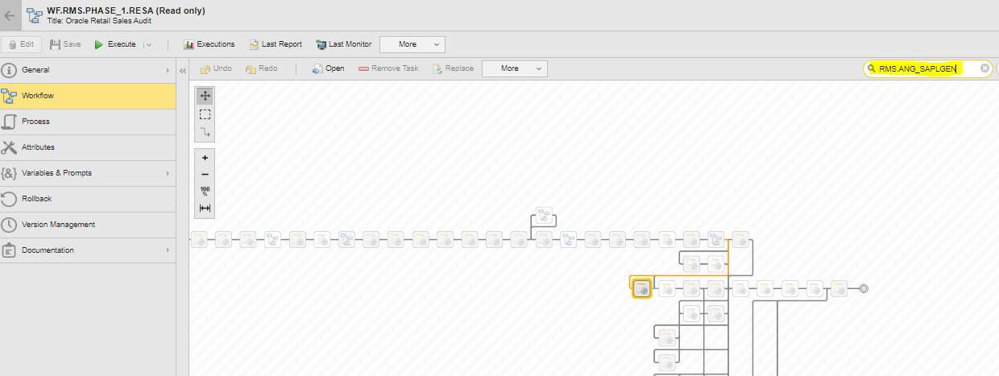 WF.RMS.PHASE_1.RESA (Read only)
Title: Oracle Retail Sales Audit
Edit Save Execute Executions Last Report Last Monitor More
General
Workflow
Process
Attributes
Variables & Prompts
Rollback
Version Management
Documentation
Undo Redo Open Remove Task Replace More RMS.ANG_SAPLGEN
+
−
100
%